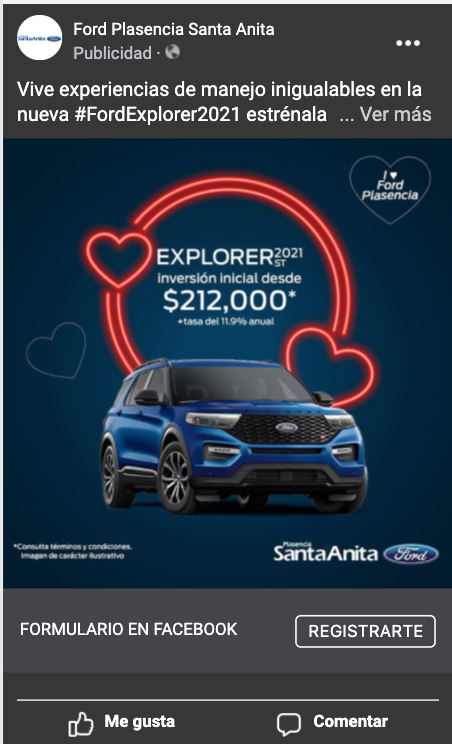 SantaAnita Ford
Ford Plasencia Santa Anita
Publicidad ·
Vive experiencias de manejo inigualables en la
nueva #FordExplorer2021 estrénala ... Ver más
I ♥
Ford
Plasencia
EXPLORER 2021
ST
inversión inicial desde
$212,000*
+tasa del 11.9% anual
*Consulta términos y condiciones.
Imagen de carácter ilustrativo
Plasencia
SantaAnita Ford
FORMULARIO EN FACEBOOK
REGISTRARTE
Me gusta
Comentar